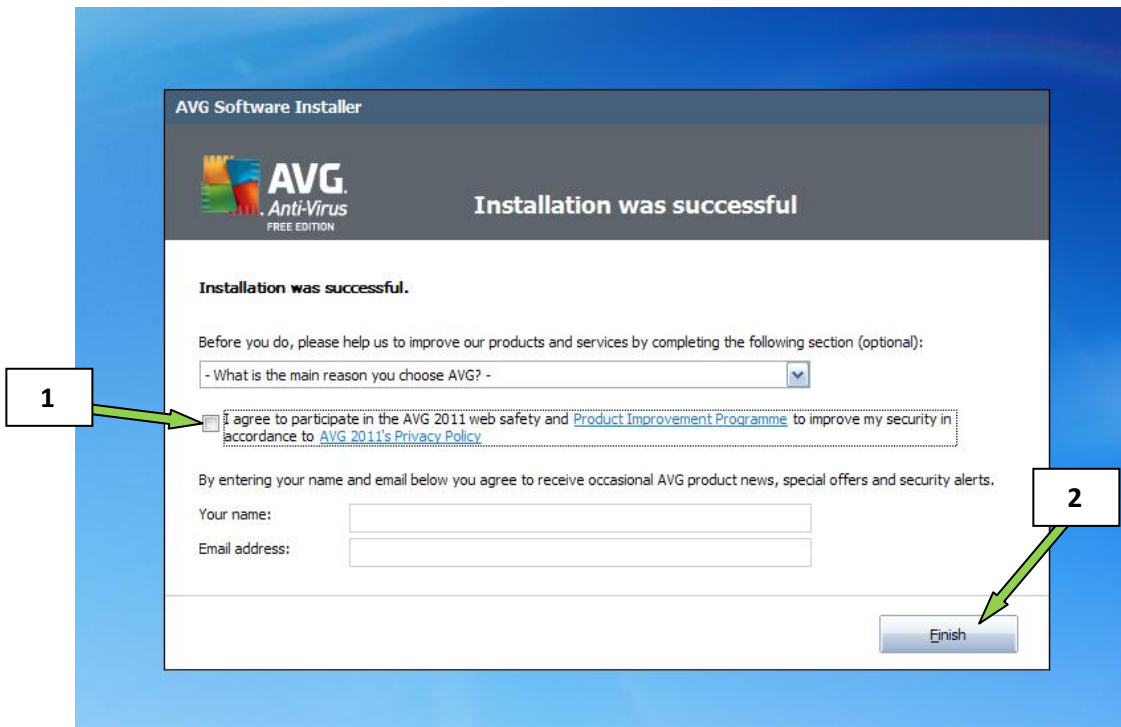 AVG Software Installer
AVG.
Anti-Virus
FREE EDITION
Installation was successful
Installation was successful.
Before you do, please help us to improve our products and services by completing the following section (optional):
- What is the main reason you choose AVG? -
1
I agree to participate in the AVG 2011 web safety and Product Improvement Programme to improve my security in
accordance to AVG 2011's Privacy Policy
By entering your name and email below you agree to receive occasional AVG product news, special offers and security alerts.
2
Your name:
Email address:
Finish